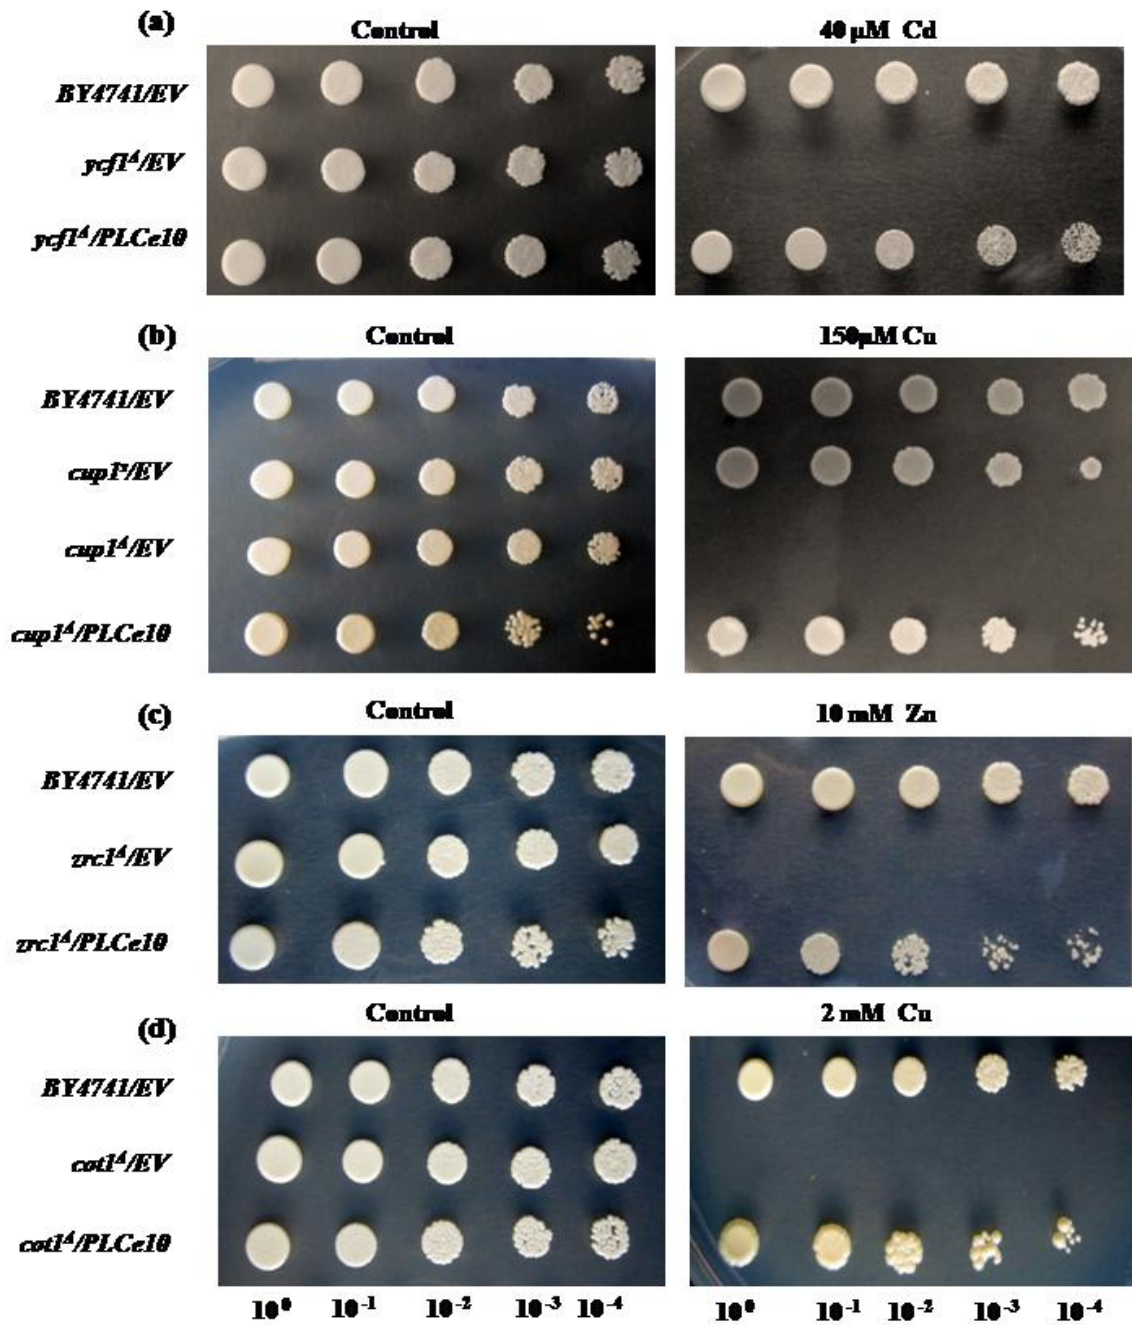 (a) Control 40 µM Cd
BY4741/EV
ycf1Δ/EV
ycf1Δ/PLCe10
(b) Control 150µM Cu
BY4741/EV
cup1s/EV
cup1Δ/EV
cup1Δ/PLCe10
(c) Control 10 mM Zn
BY4741/EV
zrc1Δ/EV
zrc1Δ/PLCe10
(d) Control 2 mM Cu
BY4741/EV
cot1Δ/EV
cot1Δ/PLCe10
10⁰ 10⁻¹ 10⁻² 10⁻³ 10⁻⁴ 10⁰ 10⁻¹ 10⁻² 10⁻³ 10⁻⁴